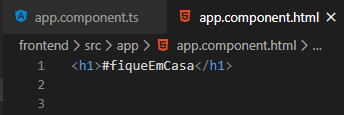 app.component.ts app.component.html ×
frontend > src > app > app.component.html > ...
1 <h1>#fiqueEmCasa</h1>
2
3